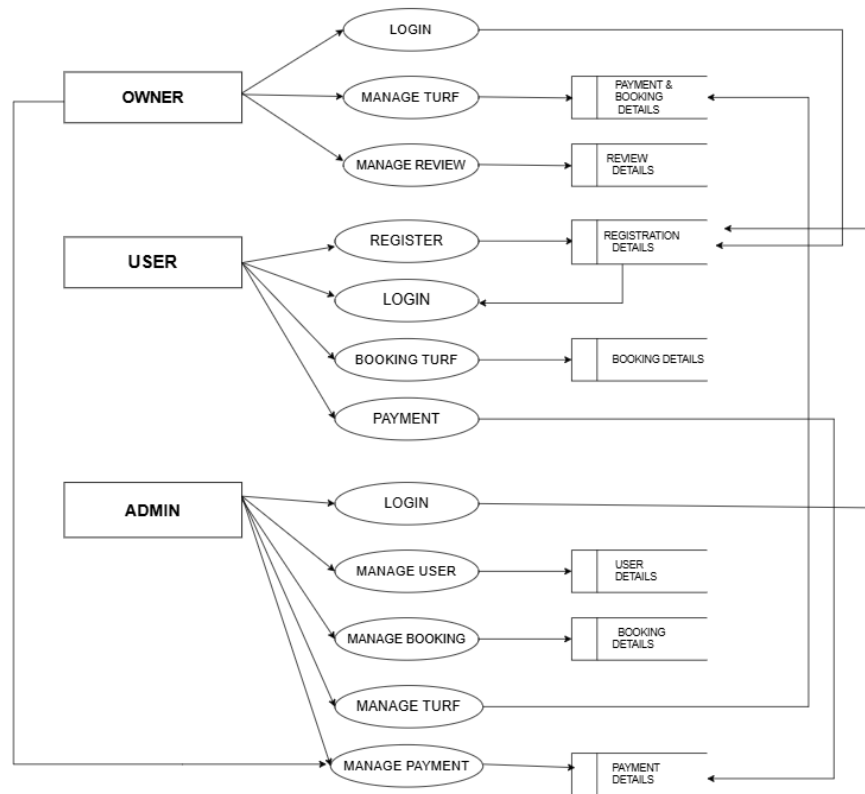 LOGIN
OWNER
MANAGE TURF
PAYMENT &
BOOKING
DETAILS
MANAGE REVIEW
REVIEW
DETAILS
REGISTER
REGISTRATION
DETAILS
USER
LOGIN
BOOKING TURF
BOOKING DETAILS
PAYMENT
ADMIN
LOGIN
MANAGE USER
USER
DETAILS
MANAGE BOOKING
BOOKING
DETAILS
MANAGE TURF
MANAGE PAYMENT
PAYMENT
DETAILS